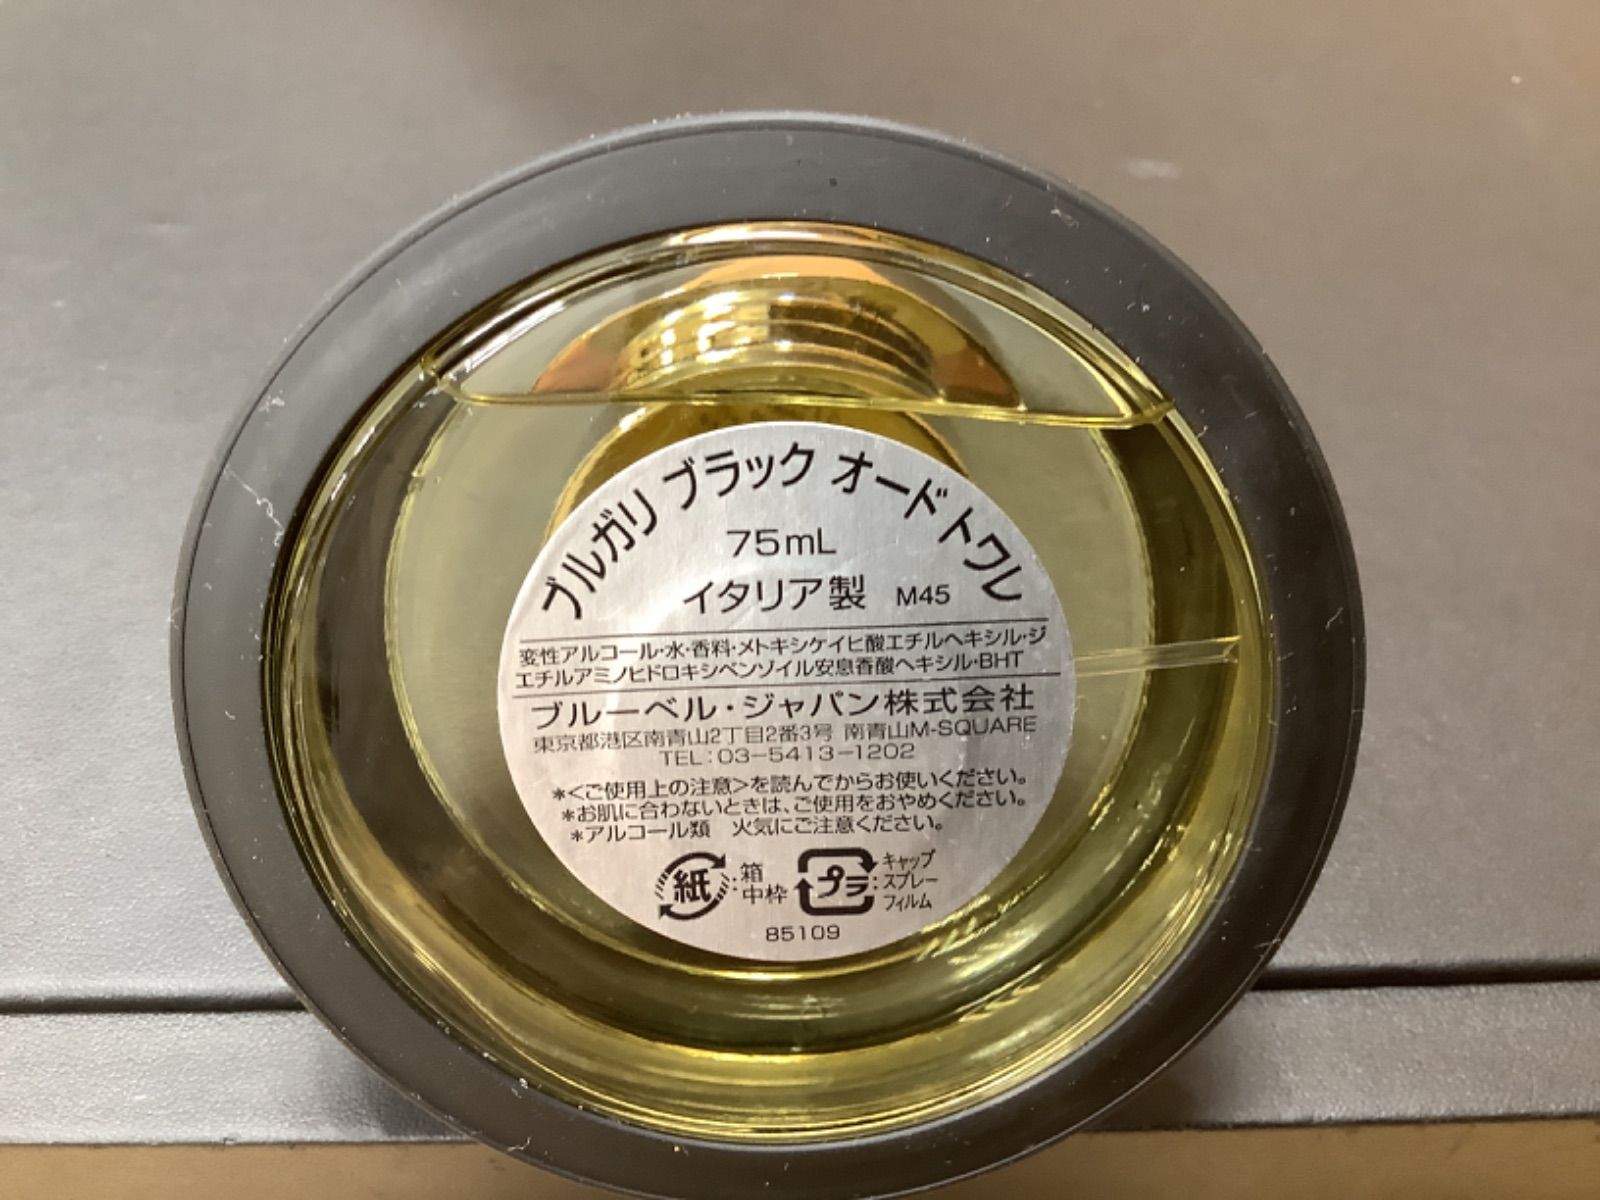 ブルガリ ブラック オード トワレ
75mL
イタリア製 M45
変性アルコール・水・香料・メトキシケイヒ酸エチルヘキシル・ジ
エチルアミノヒドロキシベンゾイル安息香酸ヘキシル・BHT
ブルーベル・ジャパン株式会社
東京都港区南青山2丁目2番3号 南青山M-SQUARE
TEL:03-5413-1202
*<ご使用上の注意>を読んでからお使いください。
*お肌に合わないときは、ご使用をおやめください。
*アルコール類 火気にご注意ください。
紙:箱 中枠
プラ:キャップ スプレー フィルム
85109